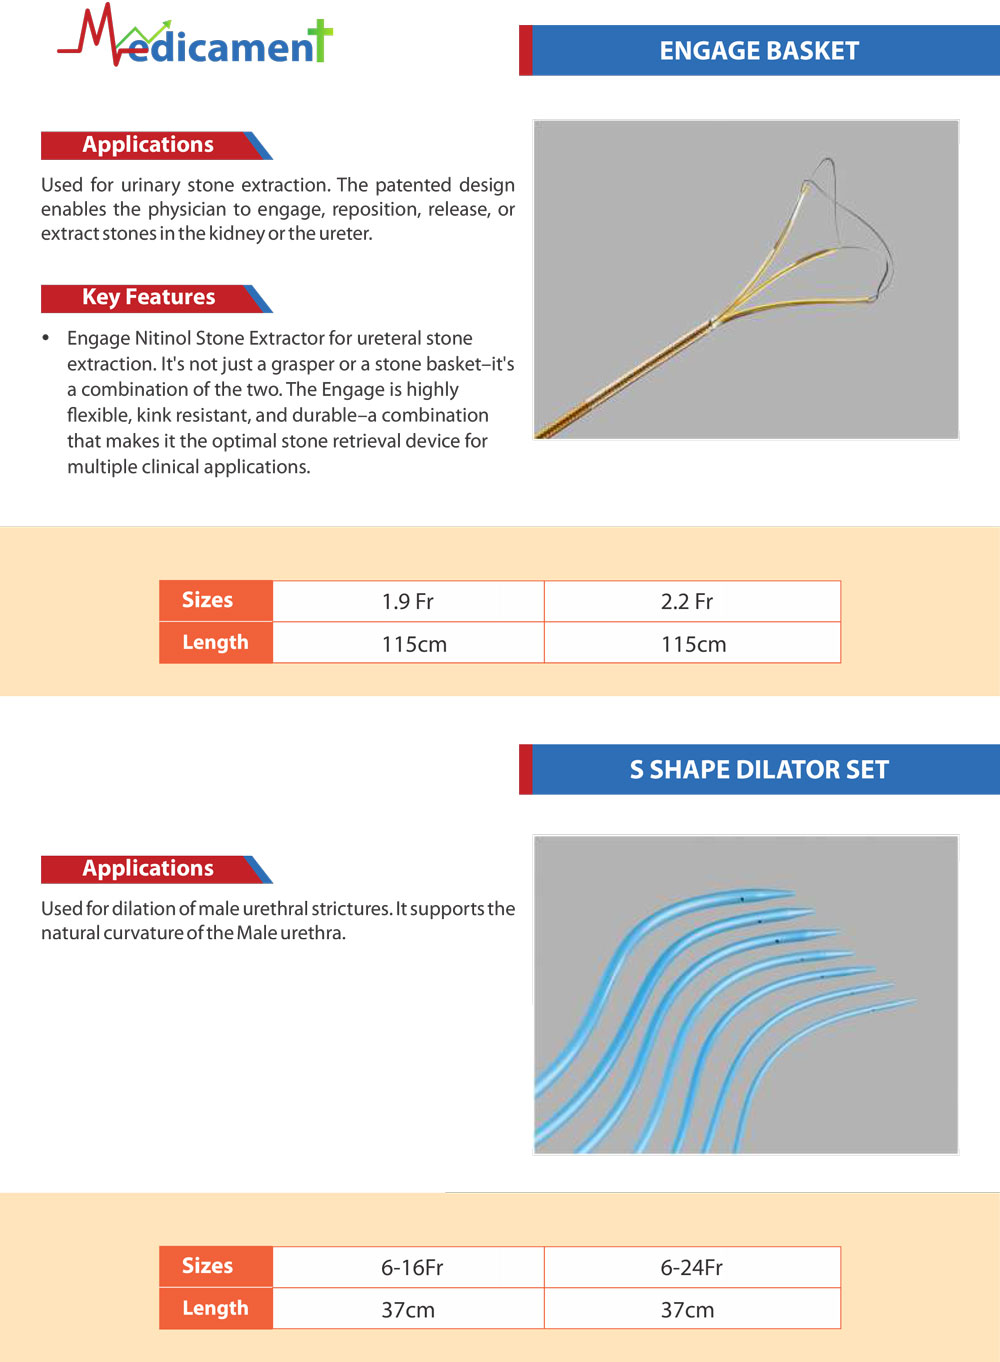 Medicament
ENGAGE BASKET
Applications
Used for urinary stone extraction. The patented design
enables the physician to engage, reposition, release, or
extract stones in the kidney or the ureter.
Key Features
• Engage Nitinol Stone Extractor for ureteral stone
extraction. It's not just a grasper or a stone basket–it's
a combination of the two. The Engage is highly
flexible, kink resistant, and durable–a combination
that makes it the optimal stone retrieval device for
multiple clinical applications.
Sizes 1.9 Fr 2.2 Fr
Length 115cm 115cm
S SHAPE DILATOR SET
Applications
Used for dilation of male urethral strictures. It supports the
natural curvature of the Male urethra.
Sizes 6-16Fr 6-24Fr
Length 37cm 37cm